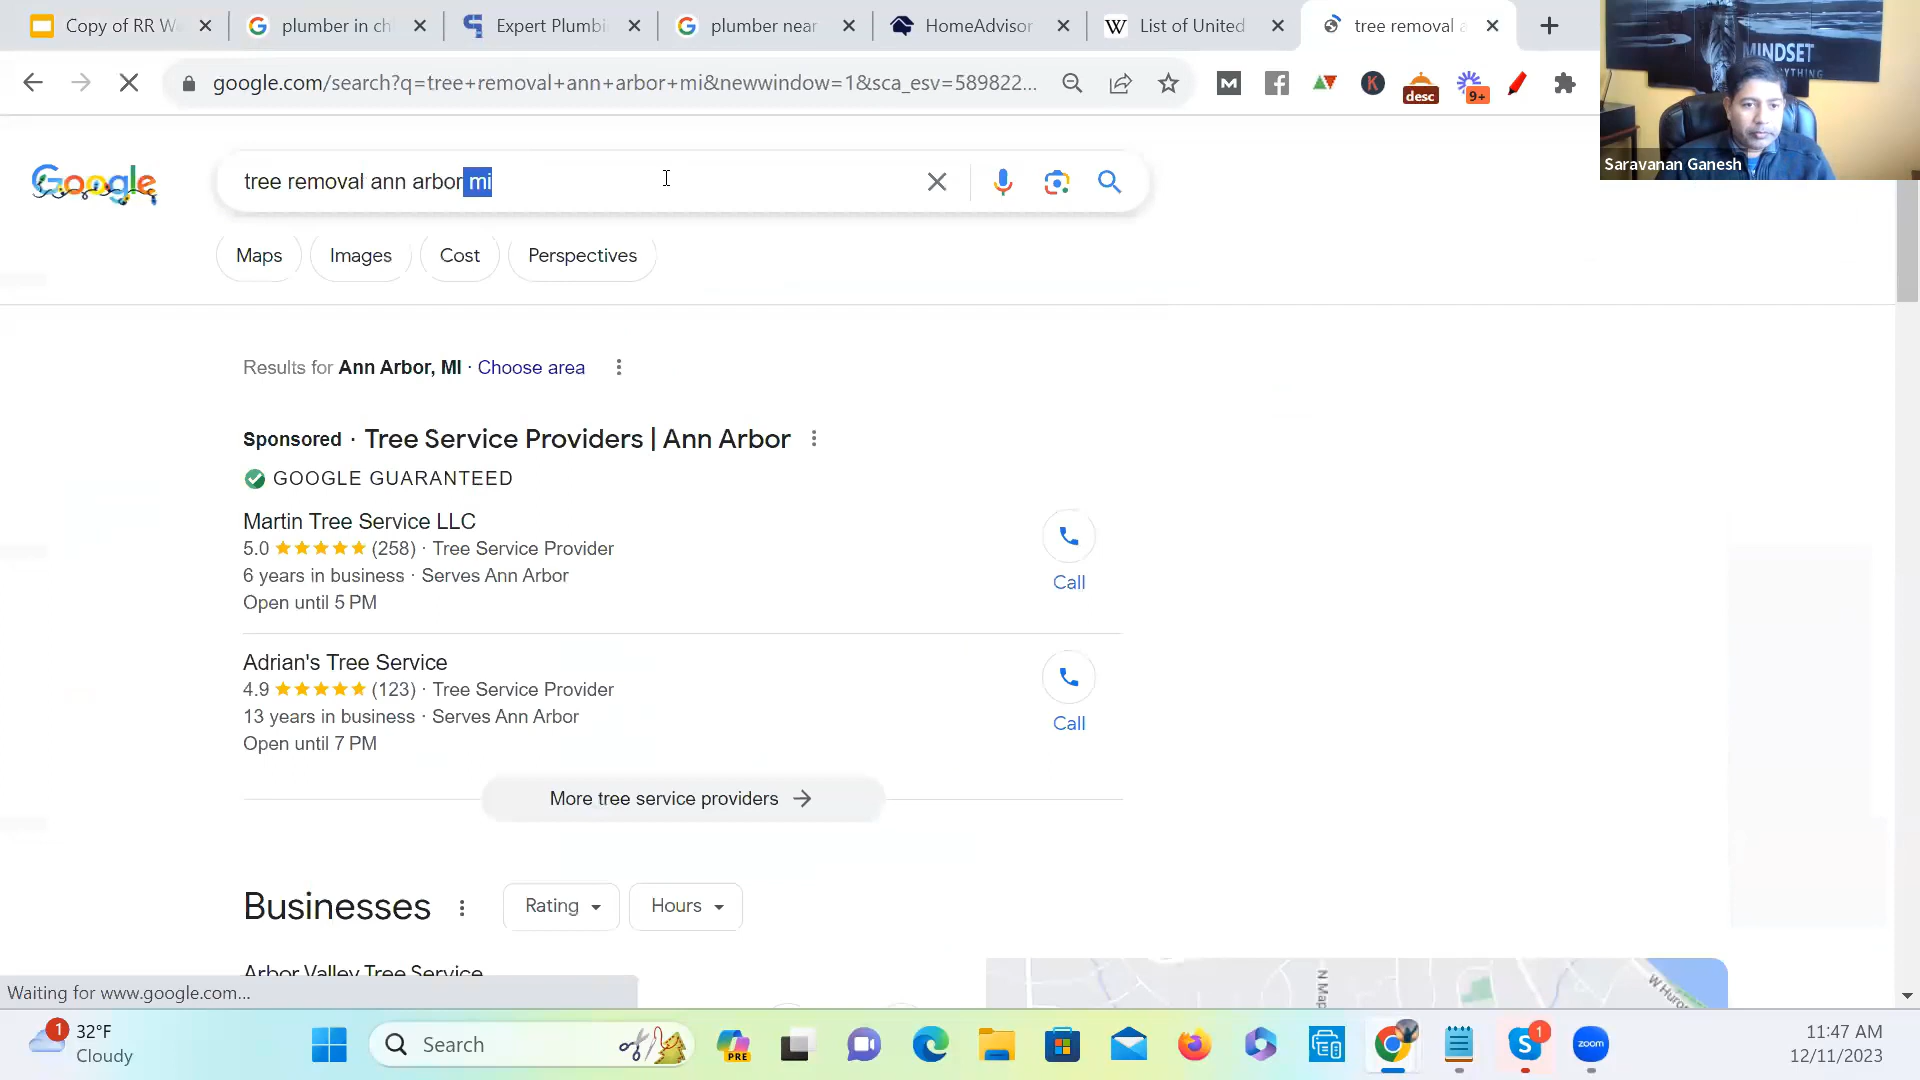 Copy of RR W
plumber in ch
Expert Plumbi
plumber near
HomeAdvisor
List of United
tree removal a
google.com/search?q=tree+removal+ann+arbor+mi&newwindow=1&sca_esv=589822...
M
K
desc
9+
MINDSET
Saravanan Ganesh
Google
tree removal ann arbor mi
Maps
Images
Cost
Perspectives
Results for Ann Arbor, MI · Choose area
Sponsored · Tree Service Providers | Ann Arbor
GOOGLE GUARANTEED
Martin Tree Service LLC
5.0 (258) · Tree Service Provider
6 years in business · Serves Ann Arbor
Open until 5 PM
Call
Adrian's Tree Service
4.9 (123) · Tree Service Provider
13 years in business · Serves Ann Arbor
Open until 7 PM
Call
More tree service providers
Businesses
Rating
Hours
Arbor Valley Tree Service
N Map
W Huro
Waiting for www.google.com...
1
32°F
Cloudy
Search
PRE
S
1
zoom
11:47 AM
12/11/2023